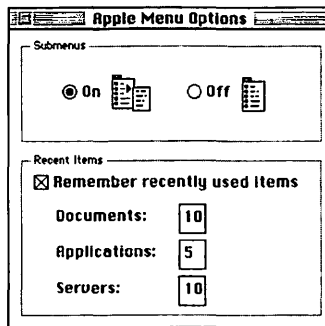 Apple Menu Options
Submenus
On Off
Recent Items
Remember recently used items
Documents: 10
Applications: 5
Servers: 10